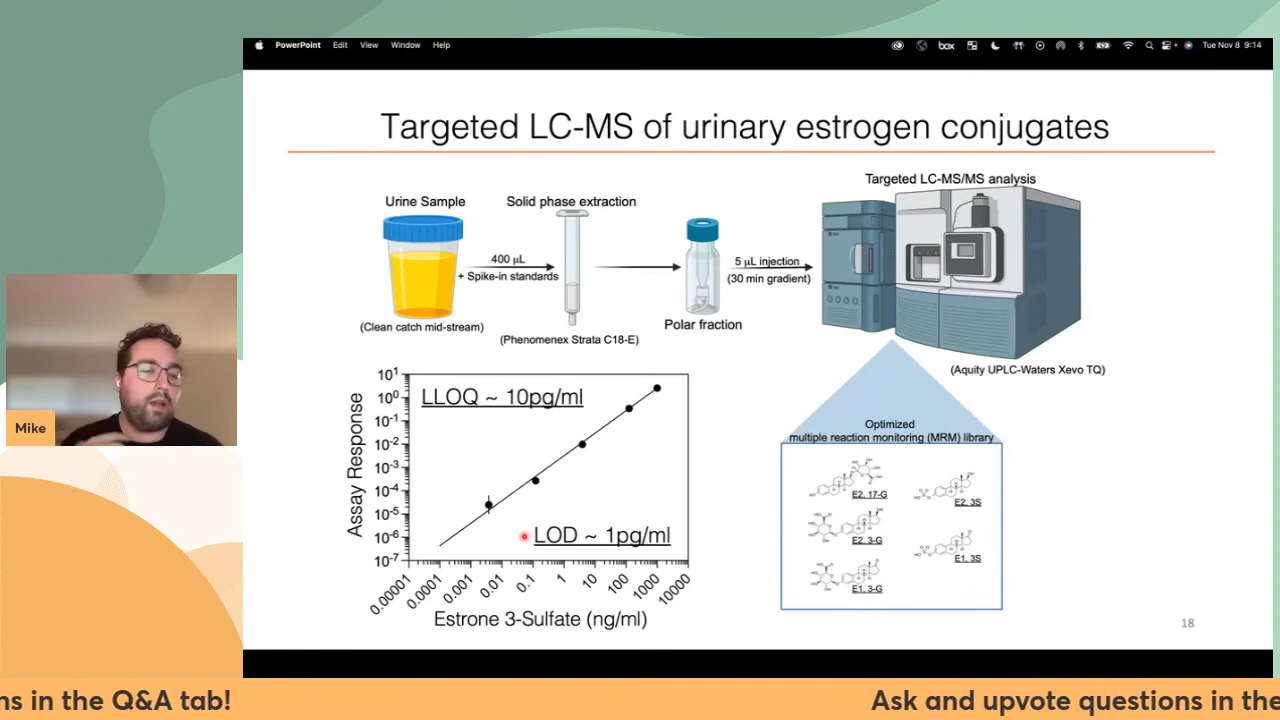 PowerPoint Edit View Window Help
box
Tue Nov 8 9:14
Targeted LC-MS of urinary estrogen conjugates
Urine Sample
(Clean catch mid-stream)
400 µL
+ Spike-in standards
Solid phase extraction
(Phenomenex Strata C18-E)
Polar fraction
5 µL injection
(30 min gradient)
Targeted LC-MS/MS analysis
(Aquity UPLC-Waters Xevo TQ)
Optimized
multiple reaction monitoring (MRM) library
E2, 17-G
E2, 3S
E2, 3-G
E1, 3S
E1, 3-G
LLOQ ~ 10pg/ml
LOD ~ 1pg/ml
Assay Response
10¹
10⁰
10⁻¹
10⁻²
10⁻³
10⁻⁴
10⁻⁵
10⁻⁶
10⁻⁷
0.00001 0.0001 0.001 0.01 0.1 1 10 100 1000 10000
Estrone 3-Sulfate (ng/ml)
18
Mike
ns in the Q&A tab!
Ask and upvote questions in the